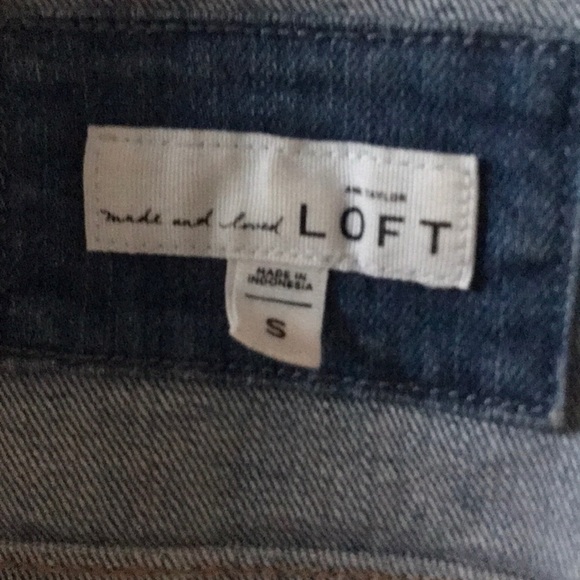 ANN TAYLOR
made and loved LOFT
MADE IN
INDONESIA
S